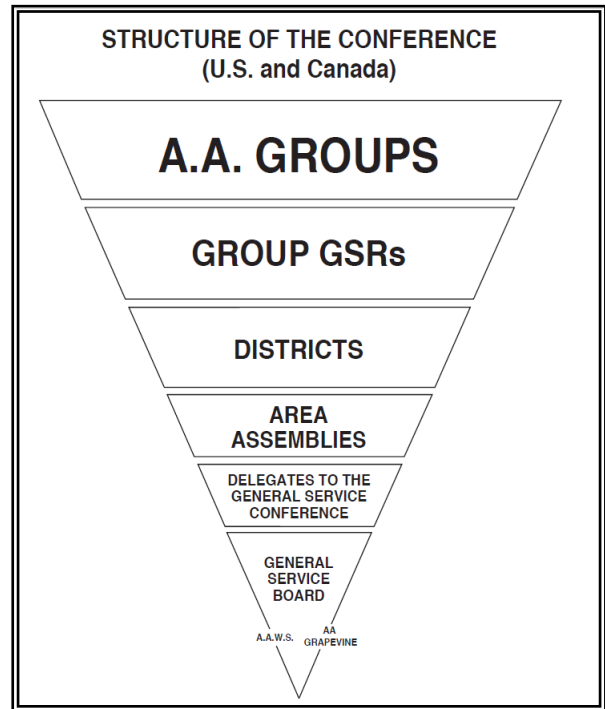 STRUCTURE OF THE CONFERENCE
(U.S. and Canada)
A.A. GROUPS
GROUP GSRs
DISTRICTS
AREA
ASSEMBLIES
DELEGATES TO THE
GENERAL SERVICE
CONFERENCE
GENERAL
SERVICE
BOARD
A.A.W.S.
AA
GRAPEVINE